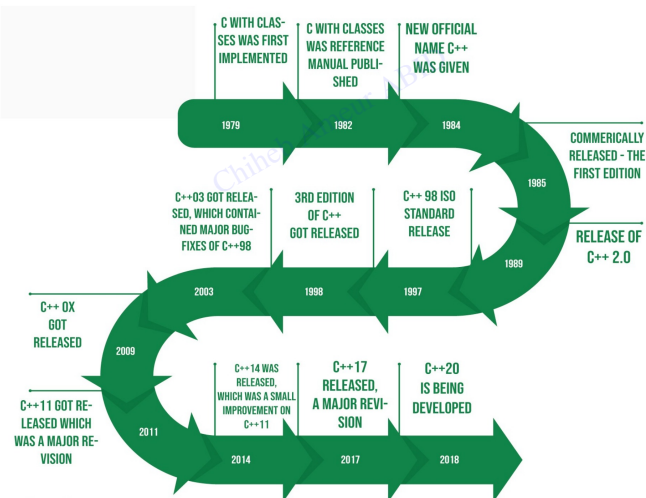 C WITH CLAS-
SES WAS FIRST
IMPLEMENTED
C WITH CLASSES
WAS REFERENCE
MANUAL PUBLI-
SHED
NEW OFFICIAL
NAME C++
WAS GIVEN
1979
1982
1984
COMMERICALLY
RELEASED - THE
FIRST EDITION
1985
RELEASE OF
C++ 2.0
1989
C++ 98 ISO
STANDARD
RELEASE
1997
3RD EDITION
OF C++
GOT RELEASED
1998
C++03 GOT RELEA-
SED, WHICH CONTAI-
NED MAJOR BUG-
FIXES OF C++98
2003
C++ 0X
GOT
RELEASED
2009
C++11 GOT RE-
LEASED WHICH
WAS A MAJOR RE-
VISION
2011
C++14 WAS
RELEASED,
WHICH WAS A SMALL
IMPROVEMENT ON
C++11
2014
C++17
RELEASED,
A MAJOR REVI-
SION
2017
C++20
IS BEING
DEVELOPED
2018
Chiheb